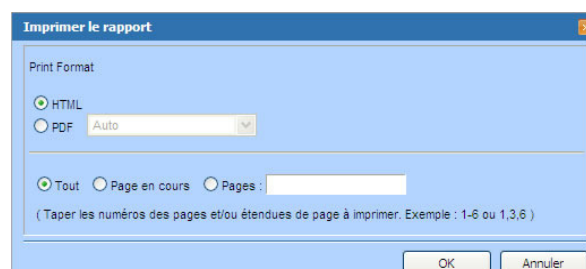 Imprimer le rapport
Print Format
HTML
PDF Auto
Tout Page en cours Pages :
( Taper les numéros des pages et/ou étendues de page à imprimer. Exemple : 1-6 ou 1,3,6 )
OK Annuler